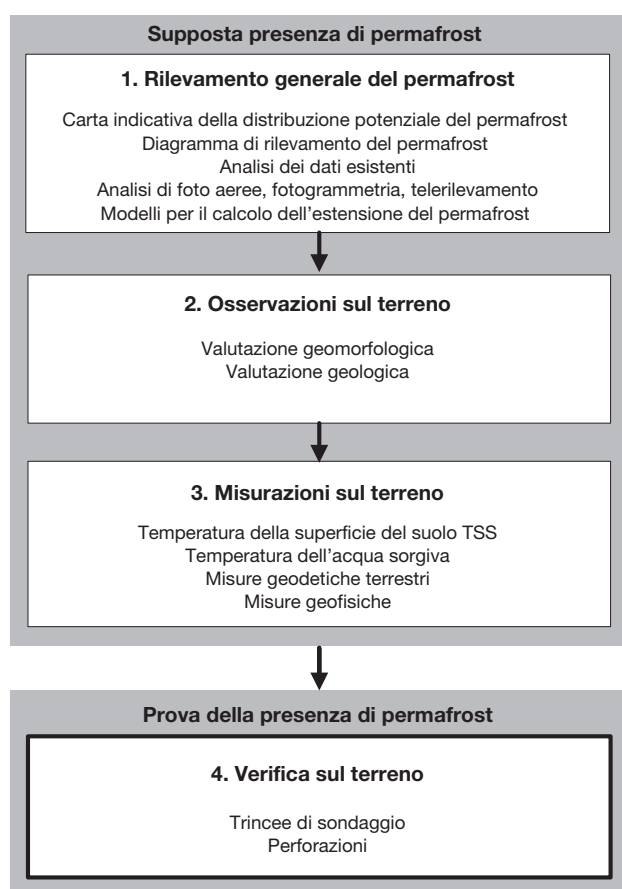 Supposta presenza di permafrost
1. Rilevamento generale del permafrost
Carta indicativa della distribuzione potenziale del permafrost
Diagramma di rilevamento del permafrost
Analisi dei dati esistenti
Analisi di foto aeree, fotogrammetria, telerilevamento
Modelli per il calcolo dell'estensione del permafrost
2. Osservazioni sul terreno
Valutazione geomorfologica
Valutazione geologica
3. Misurazioni sul terreno
Temperatura della superficie del suolo TSS
Temperatura dell'acqua sorgiva
Misure geodetiche terrestri
Misure geofisiche
Prova della presenza di permafrost
4. Verifica sul terreno
Trincee di sondaggio
Perforazioni